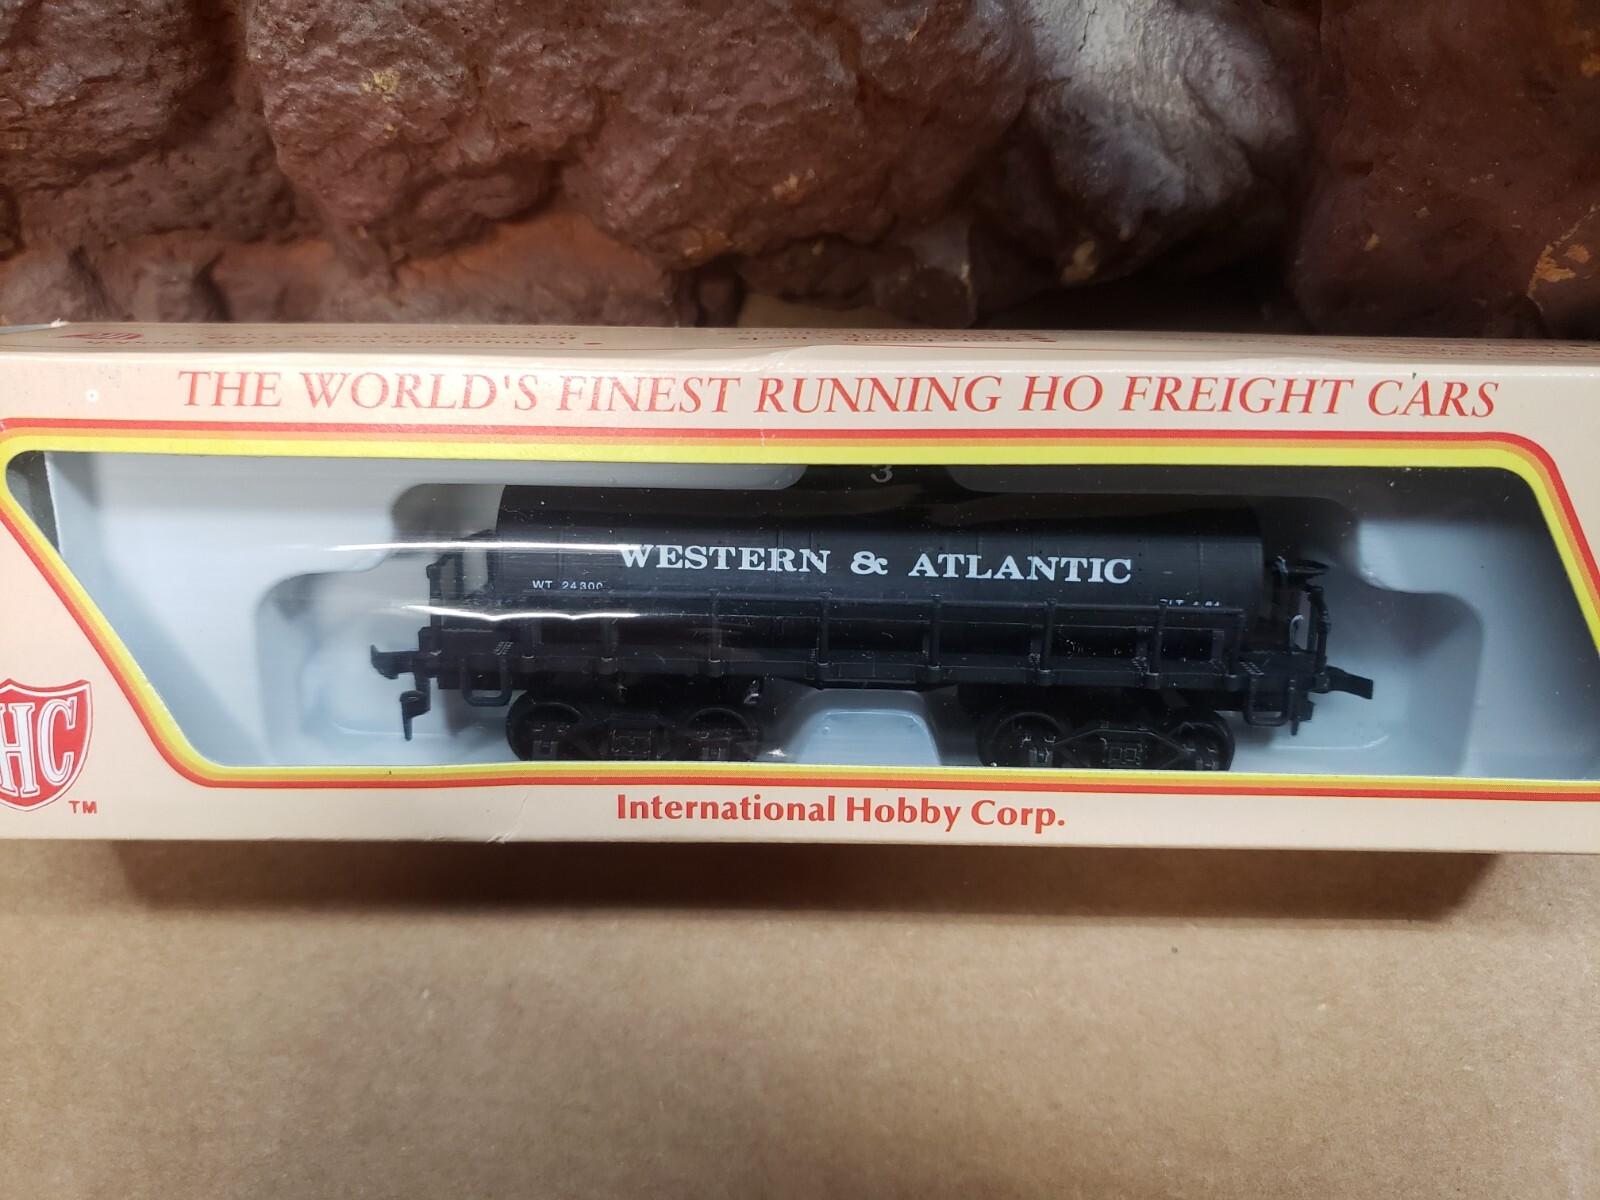 THE WORLD'S FINEST RUNNING HO FREIGHT CARS
3
WESTERN & ATLANTIC
WT 24300
HC
TM
International Hobby Corp.